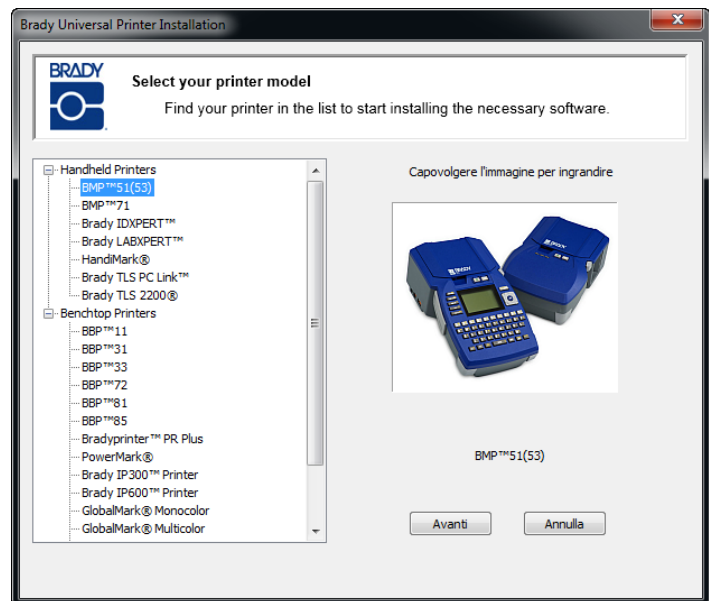 Brady Universal Printer Installation
BRADY
Select your printer model
Find your printer in the list to start installing the necessary software.
Handheld Printers
BMP™51(53)
BMP™71
Brady IDXPERT™
Brady LABXPERT™
HandiMark®
Brady TLS PC Link™
Brady TLS 2200®
Benchtop Printers
BBP™11
BBP™31
BBP™33
BBP™72
BBP™81
BBP™85
Bradyprinter™ PR Plus
PowerMark®
Brady IP300™ Printer
Brady IP600™ Printer
GlobalMark® Monocolor
GlobalMark® Multicolor
Capovolgere l'immagine per ingrandire
BMP™51(53)
Avanti
Annulla